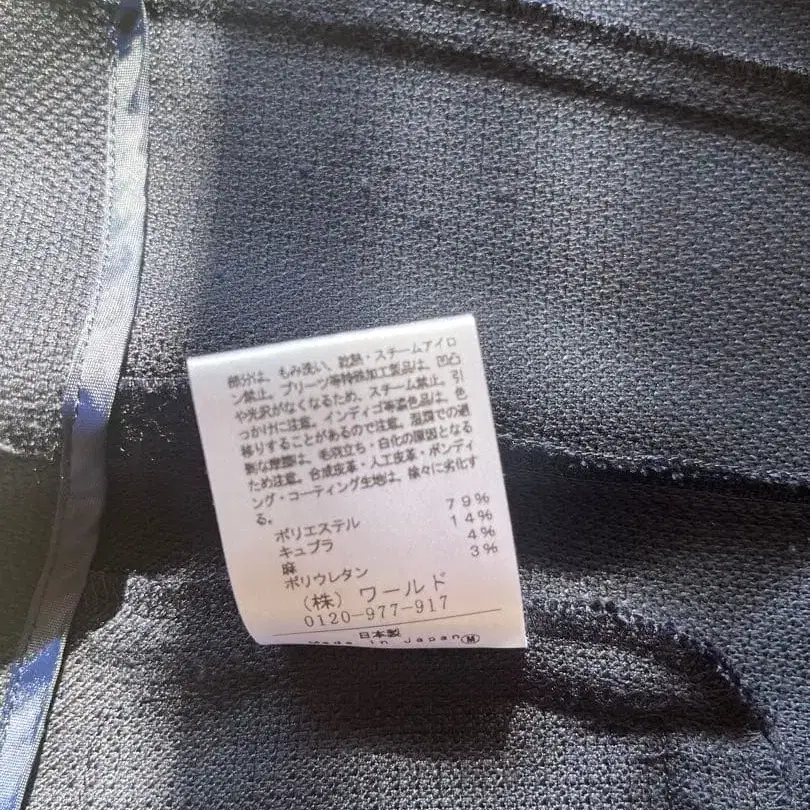 部分は、もみ洗い、乾熱・スチームアイロ
ン禁止。プリーツ等特殊加工製品は、凹凸
や光沢がなくなるため、スチーム禁止。引
っかけに注意。インディゴ等濃色品は、色
移りすることがあるので注意。湿潤での過
剰な摩擦は、毛羽立ち・白化の原因となる
ため注意。合成皮革・人工皮革・ボンディ
ング・コーティング生地は、徐々に劣化す
る。
ポリエステル 79%
キュプラ 14%
麻 4%
ポリウレタン 3%
(株)ワールド
0120-977-917
日本製
Made in Japan Ⓜ